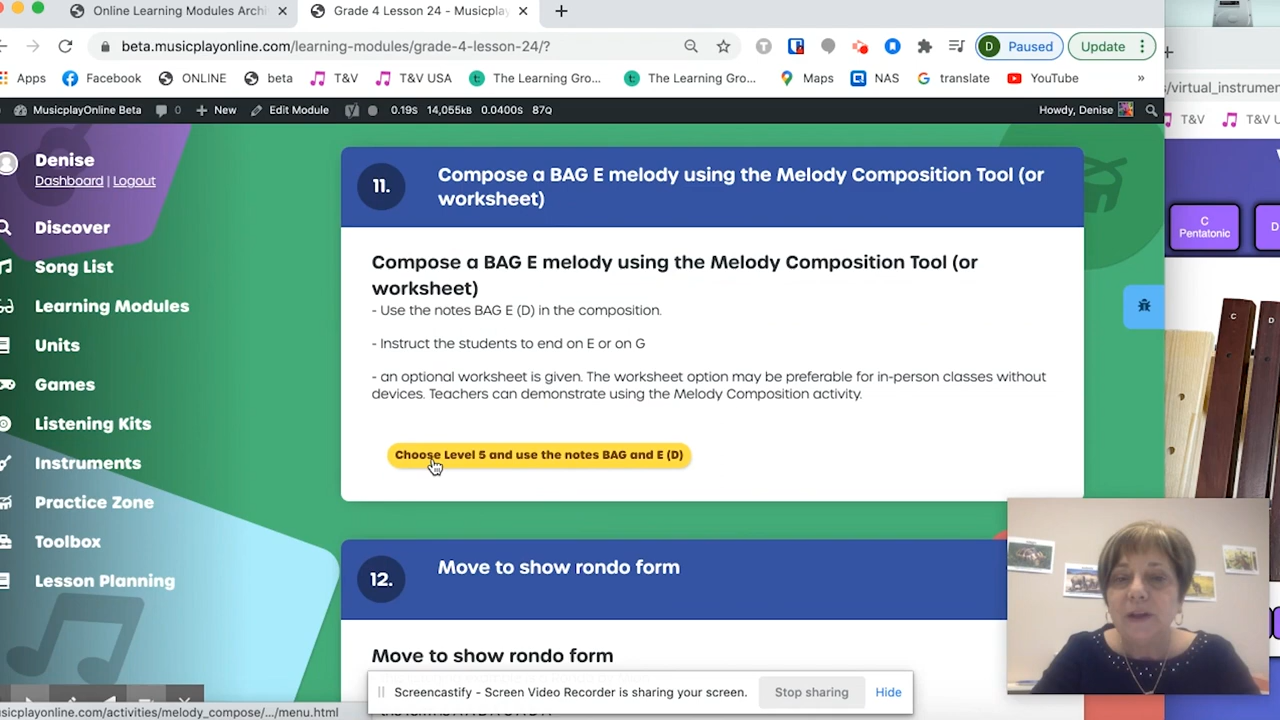 Online Learning Modules Archi
Grade 4 Lesson 24 - Musicplay
beta.musicplayonline.com/learning-modules/grade-4-lesson-24/?
T
D
Paused
Update
Apps
Facebook
ONLINE
beta
T&V
T&V USA
The Learning Gro...
The Learning Gro...
Maps
NAS
translate
YouTube
»
MusicplayOnline Beta
0
New
Edit Module
0.19s
14,055kB
0.0400s
87Q
Howdy, Denise
s/virtual_instrumen
T&V
T&V U
Denise
Dashboard | Logout
Discover
Song List
Learning Modules
Units
Games
Listening Kits
Instruments
Practice Zone
Toolbox
Lesson Planning
11.
Compose a BAG E melody using the Melody Composition Tool (or
worksheet)
Compose a BAG E melody using the Melody Composition Tool (or
worksheet)
- Use the notes BAG E (D) in the composition.
- Instruct the students to end on E or on G
- an optional worksheet is given. The worksheet option may be preferable for in-person classes without
devices. Teachers can demonstrate using the Melody Composition activity.
Choose Level 5 and use the notes BAG and E (D)
12.
Move to show rondo form
Move to show rondo form
C
Pentatonic
D
C
D
Screencastify - Screen Video Recorder is sharing your screen.
Stop sharing
Hide
usicplayonline.com/activities/melody_compose/.../menu.html